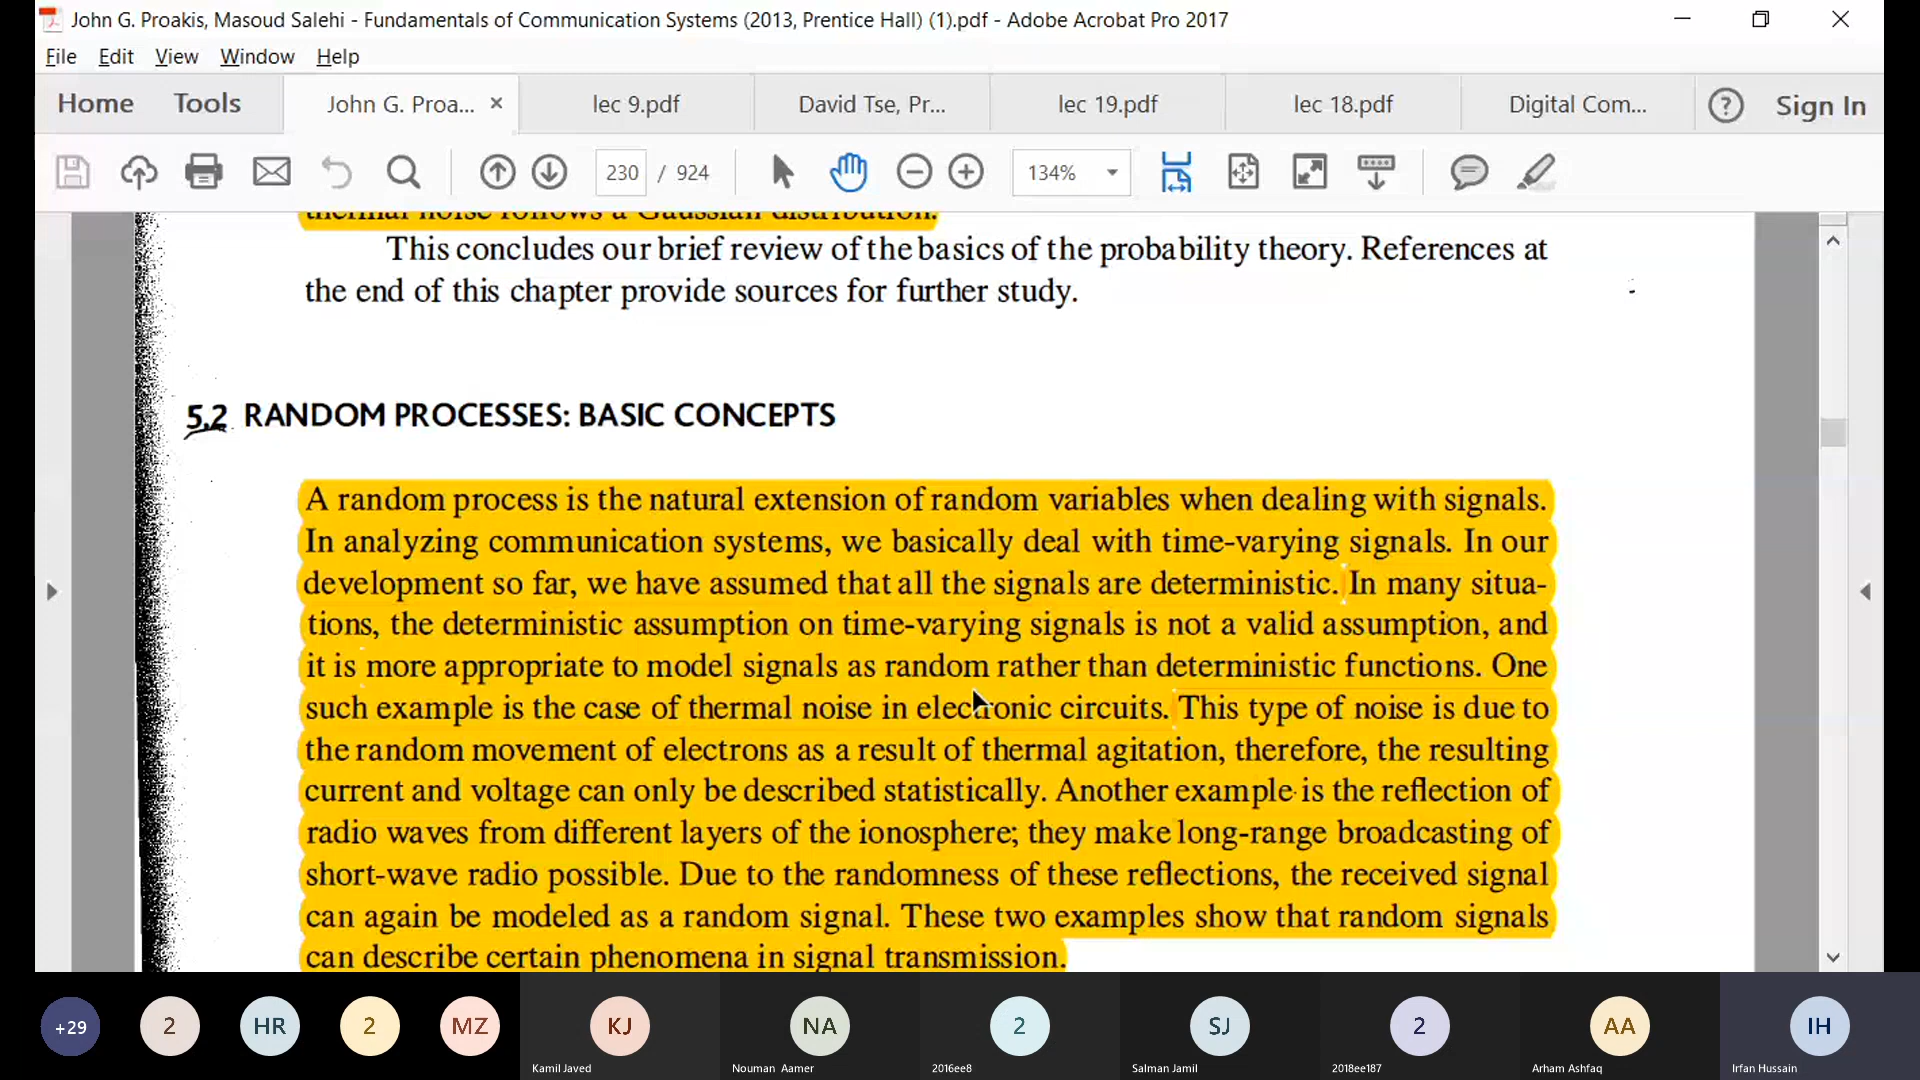 John G. Proakis, Masoud Salehi - Fundamentals of Communication Systems (2013, Prentice Hall) (1).pdf - Adobe Acrobat Pro 2017
File Edit View Window Help
Home Tools John G. Proa... × lec 9.pdf David Tse, Pr... lec 19.pdf lec 18.pdf Digital Com... ? Sign In
230 / 924 134%
thermal noise follows a Gaussian distribution.
This concludes our brief review of the basics of the probability theory. References at
the end of this chapter provide sources for further study.
5.2 RANDOM PROCESSES: BASIC CONCEPTS
A random process is the natural extension of random variables when dealing with signals.
In analyzing communication systems, we basically deal with time-varying signals. In our
development so far, we have assumed that all the signals are deterministic. In many situa-
tions, the deterministic assumption on time-varying signals is not a valid assumption, and
it is more appropriate to model signals as random rather than deterministic functions. One
such example is the case of thermal noise in electronic circuits. This type of noise is due to
the random movement of electrons as a result of thermal agitation, therefore, the resulting
current and voltage can only be described statistically. Another example is the reflection of
radio waves from different layers of the ionosphere; they make long-range broadcasting of
short-wave radio possible. Due to the randomness of these reflections, the received signal
can again be modeled as a random signal. These two examples show that random signals
can describe certain phenomena in signal transmission.
+29 2 HR 2 MZ KJ NA 2 SJ 2 AA IH
Kamil Javed Nouman Aamer 2016ee8 Salman Jamil 2018ee187 Arham Ashfaq Irfan Hussain